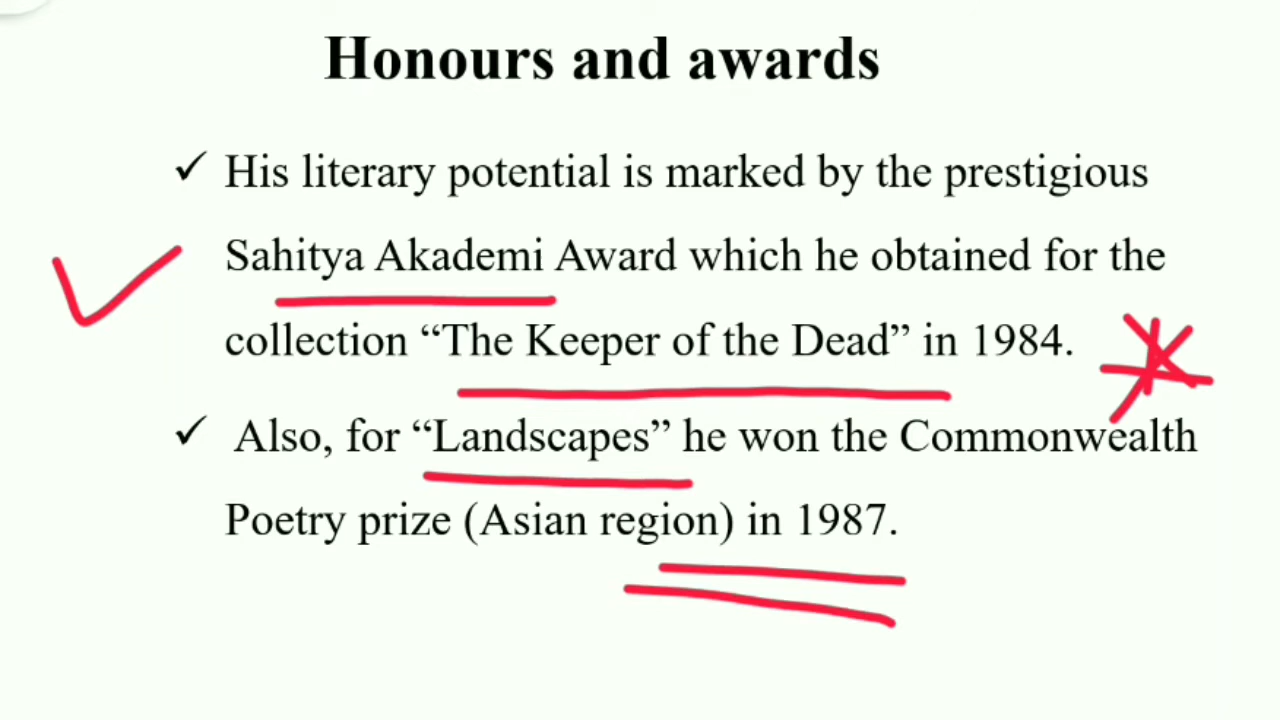 Honours and awards
✓ His literary potential is marked by the prestigious
Sahitya Akademi Award which he obtained for the
collection “The Keeper of the Dead” in 1984.
✓ Also, for “Landscapes” he won the Commonwealth
Poetry prize (Asian region) in 1987.